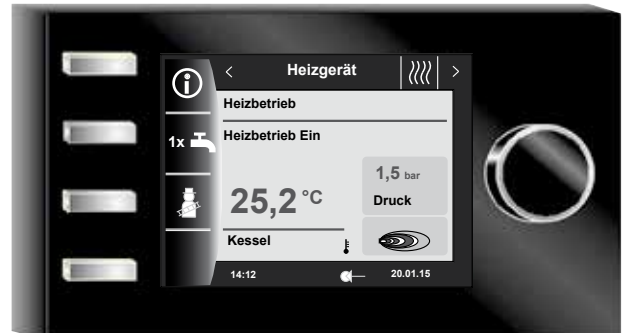 Heizgerät
Heizbetrieb
1x
Heizbetrieb Ein
1,5 bar
Druck
25,2 °C
Kessel
14:12
20.01.15